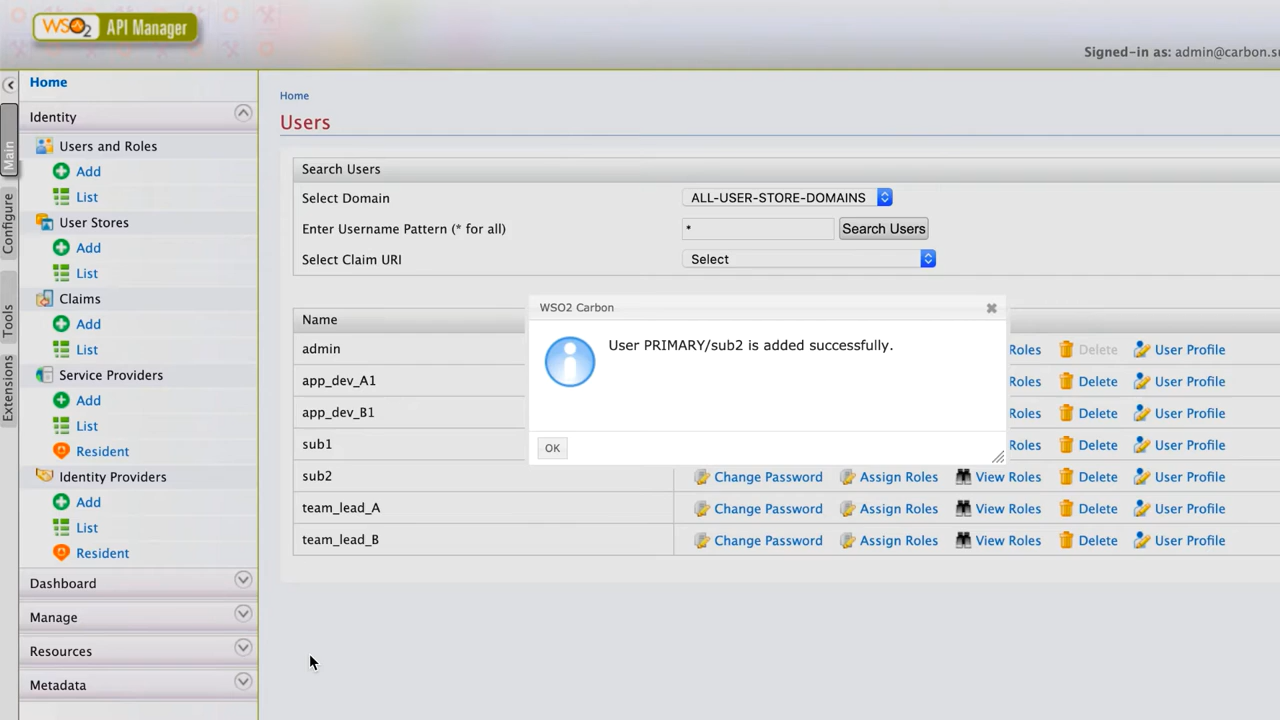 WSO2 API Manager
Signed-in as: admin@carbon.su
Home
Identity
Users and Roles
Add
List
User Stores
Add
List
Claims
Add
List
Service Providers
Add
List
Resident
Identity Providers
Add
List
Resident
Dashboard
Manage
Resources
Metadata
Main
Configure
Tools
Extensions
Home
Users
Search Users
Select Domain ALL-USER-STORE-DOMAINS
Enter Username Pattern (* for all) * Search Users
Select Claim URI Select
Name
admin Roles Delete User Profile
app_dev_A1 Roles Delete User Profile
app_dev_B1 Roles Delete User Profile
sub1 Roles Delete User Profile
sub2 Change Password Assign Roles View Roles Delete User Profile
team_lead_A Change Password Assign Roles View Roles Delete User Profile
team_lead_B Change Password Assign Roles View Roles Delete User Profile
WSO2 Carbon
User PRIMARY/sub2 is added successfully.
OK